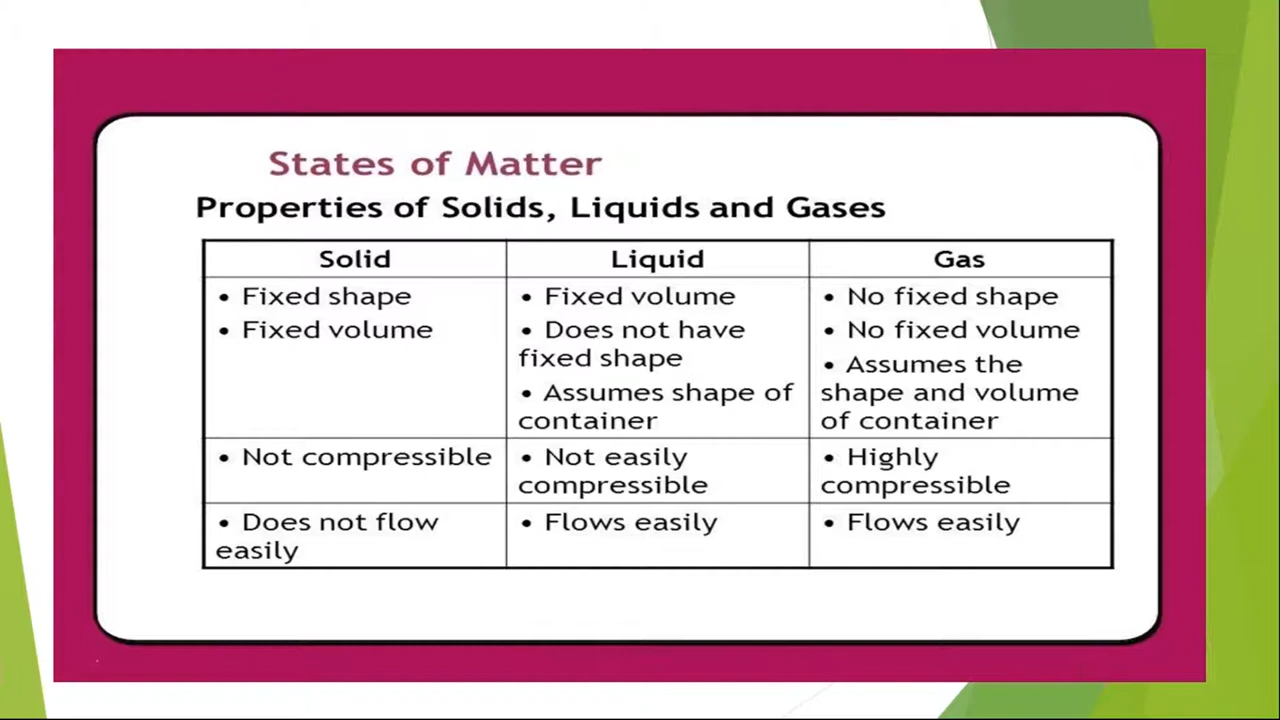 States of Matter
Properties of Solids, Liquids and Gases
Solid
Liquid
Gas
• Fixed shape
• Fixed volume
• Fixed volume
• Does not have
fixed shape
• Assumes shape of
container
• No fixed shape
• No fixed volume
• Assumes the
shape and volume
of container
• Not compressible
• Not easily
compressible
• Highly
compressible
• Does not flow
easily
• Flows easily
• Flows easily